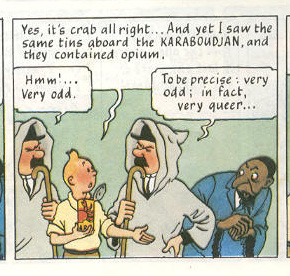 Yes, it's crab all right... And yet I saw the
same tins aboard the KARABOUDJAN, and
they contained opium.
Hmm!...
Very odd.
To be precise: very
odd; in fact,
very queer...